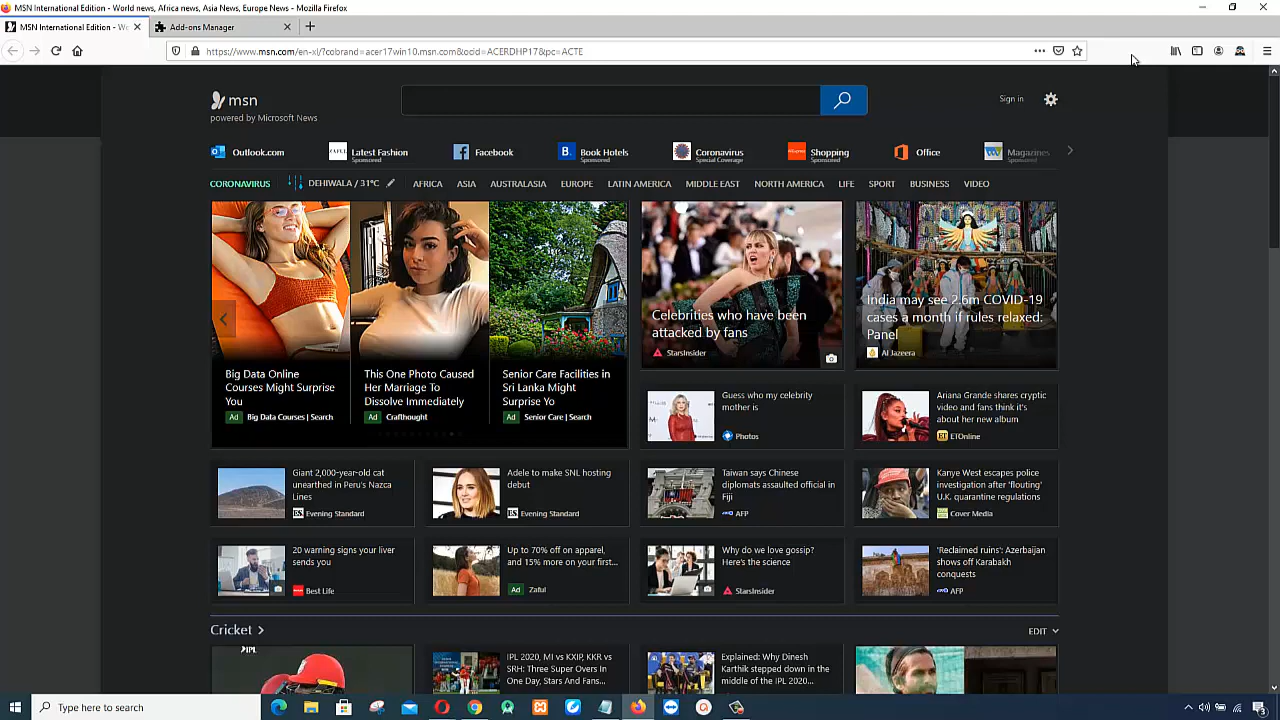 MSN International Edition - World news, Africa news, Asia News, Europe News - Mozilla Firefox
MSN International Edition - Wo
Add-ons Manager
https://www.msn.com/en-xl/?cobrand=acer17win10.msn.com&ocid=ACERDHP17&pc=ACTE
msn
powered by Microsoft News
Sign in
Outlook.com
Latest Fashion
Sponsored
Facebook
Book Hotels
Sponsored
Coronavirus
Special Coverage
Shopping
Sponsored
Office
Magazines
Sponsored
CORONAVIRUS
DEHIWALA / 31°C
AFRICA
ASIA
AUSTRALASIA
EUROPE
LATIN AMERICA
MIDDLE EAST
NORTH AMERICA
LIFE
SPORT
BUSINESS
VIDEO
Big Data Online
Courses Might Surprise
You
Ad Big Data Courses | Search
This One Photo Caused
Her Marriage To
Dissolve Immediately
Ad Crafthought
Senior Care Facilities in
Sri Lanka Might
Surprise Yo
Ad Senior Care | Search
Celebrities who have been
attacked by fans
StarsInsider
India may see 2.6m COVID-19
cases a month if rules relaxed:
Panel
Al Jazeera
Guess who my celebrity
mother is
Photos
Ariana Grande shares cryptic
video and fans think it's
about her new album
ETOnline
Giant 2,000-year-old cat
unearthed in Peru's Nazca
Lines
Evening Standard
Adele to make SNL hosting
debut
Evening Standard
Taiwan says Chinese
diplomats assaulted official in
Fiji
AFP
Kanye West escapes police
investigation after 'flouting'
U.K. quarantine regulations
Cover Media
20 warning signs your liver
sends you
Best Life
Up to 70% off on apparel,
and 15% more on your first...
Ad Zaful
Why do we love gossip?
Here's the science
StarsInsider
'Reclaimed ruins': Azerbaijan
shows off Karabakh
conquests
AFP
Cricket
EDIT
IPL
IPL 2020, MI vs KXIP, KKR vs
SRH: Three Super Overs In
One Day, Stars And Fans...
Explained: Why Dinesh
Karthik stepped down in the
middle of the IPL 2020...
Type here to search